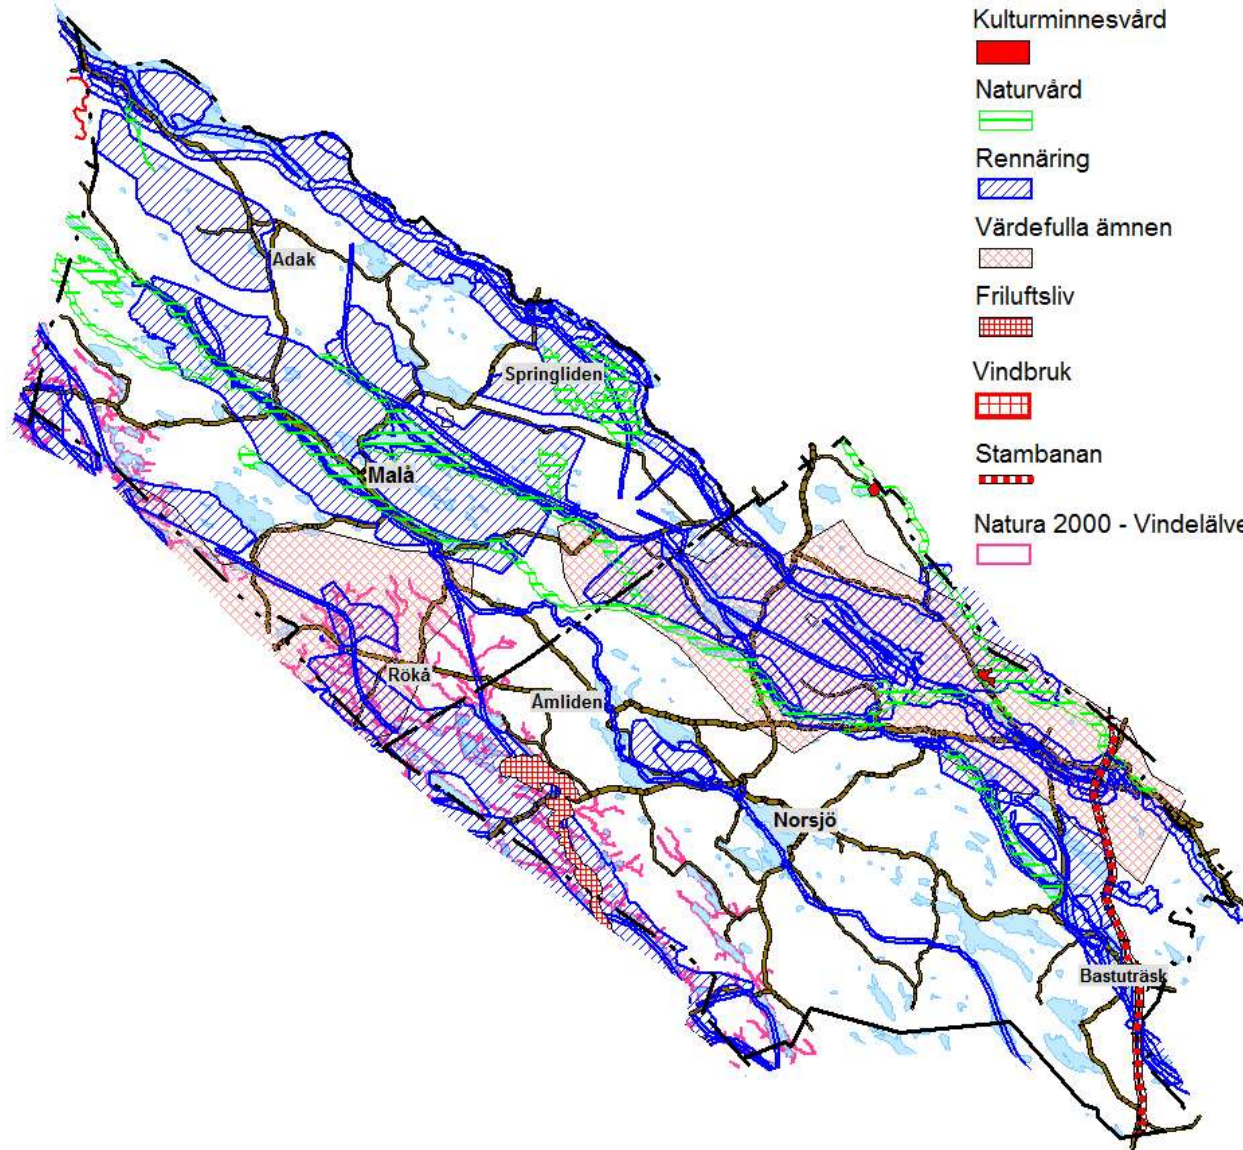 Kulturminnesvård
Naturvård
Rennäring
Värdefulla ämnen
Friluftsliv
Vindbruk
Stambanan
Natura 2000 - Vindelälve
Adak
Springliden
Malå
Rökå
Åmliden
Norsjö
Bastuträsk